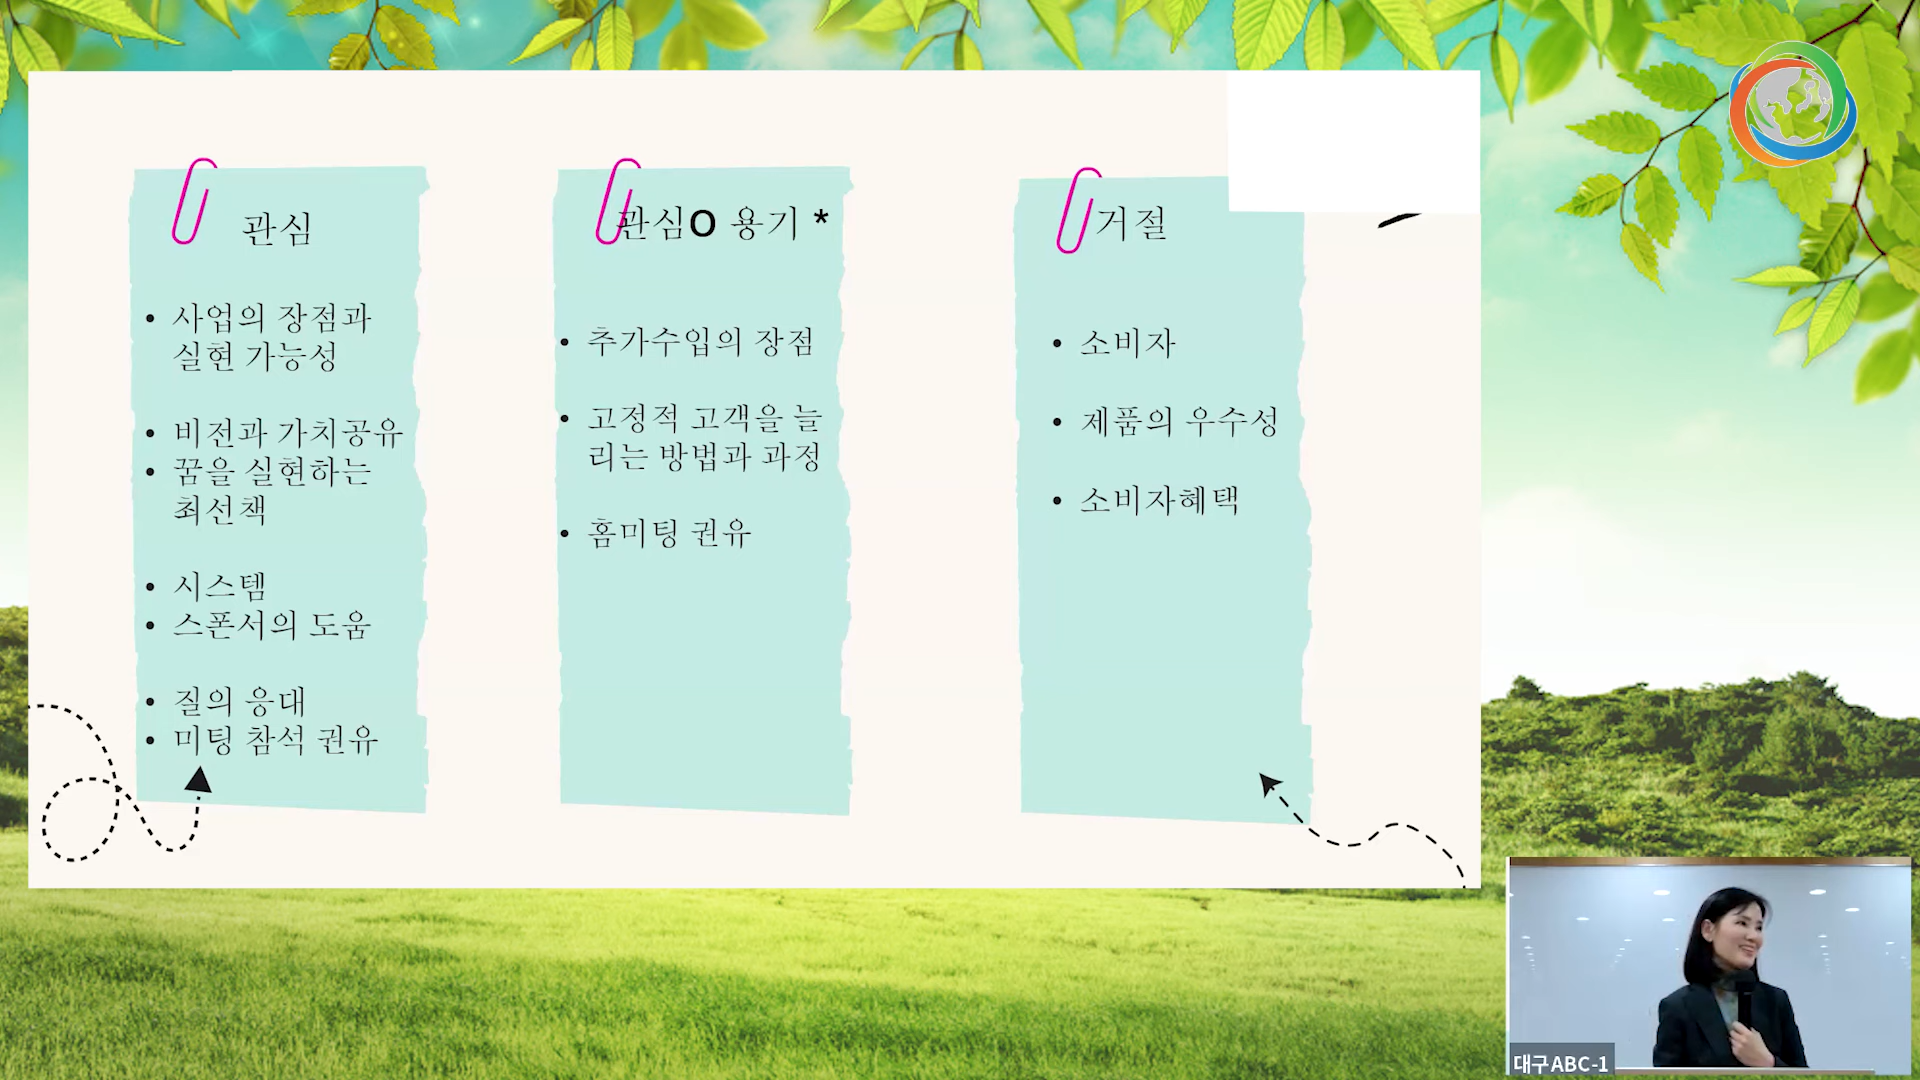 관심
• 사업의 장점과
실현 가능성
• 비전과 가치공유
• 꿈을 실현하는
최선책
• 시스템
• 스폰서의 도움
• 질의 응대
• 미팅 참석 권유
관심O 용기 *
• 추가수입의 장점
• 고정적 고객을 늘
리는 방법과 과정
• 홈미팅 권유
거절
• 소비자
• 제품의 우수성
• 소비자혜택
대구ABC-1